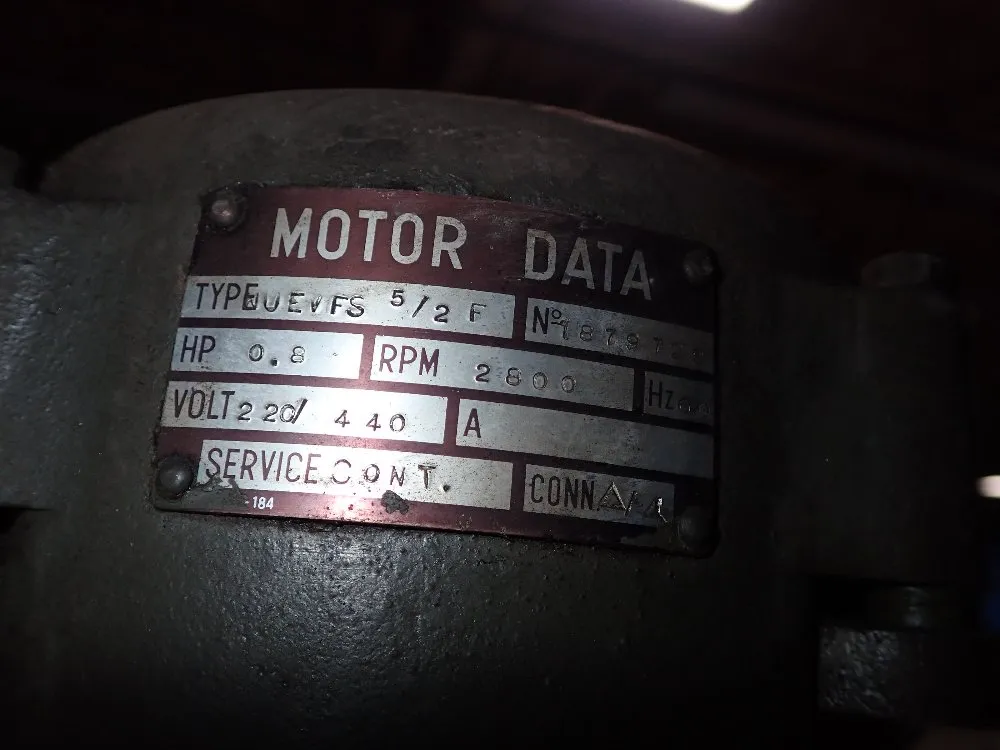 MOTOR DATA
TYPE UEVFS 5/2 F Nº
HP 0.8 RPM 2800 Hz
VOLT 220/ 440 A
SERVICE CONT. CONN
-184